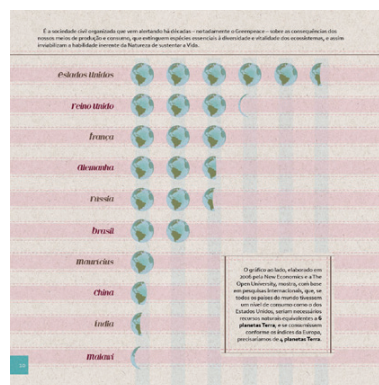 É a sociedade civil organizada que vem alertando há décadas – notadamente o Greenpeace – sobre as consequências dos
nossos meios de produção e consumo, que extinguem espécies essenciais à diversidade e vitalidade dos ecossistemas, e assim
inviabilizam a habilidade inerente da Natureza de sustentar a Vida.
Estados Unidos
Reino Unido
França
Alemanha
Rússia
Brasil
Maurícius
China
Índia
Malawi
O gráfico ao lado, elaborado em
2006 pela New Economics e a The
Open University, mostra, com base
em pesquisas internacionais, que, se
todos os países do mundo tivessem
um nível de consumo como o dos
Estados Unidos, seriam necessários
recursos naturais equivalentes a 6
planetas Terra, e se consumíssem
conforme os índices da Europa,
precisaríamos de 4 planetas Terra.
20